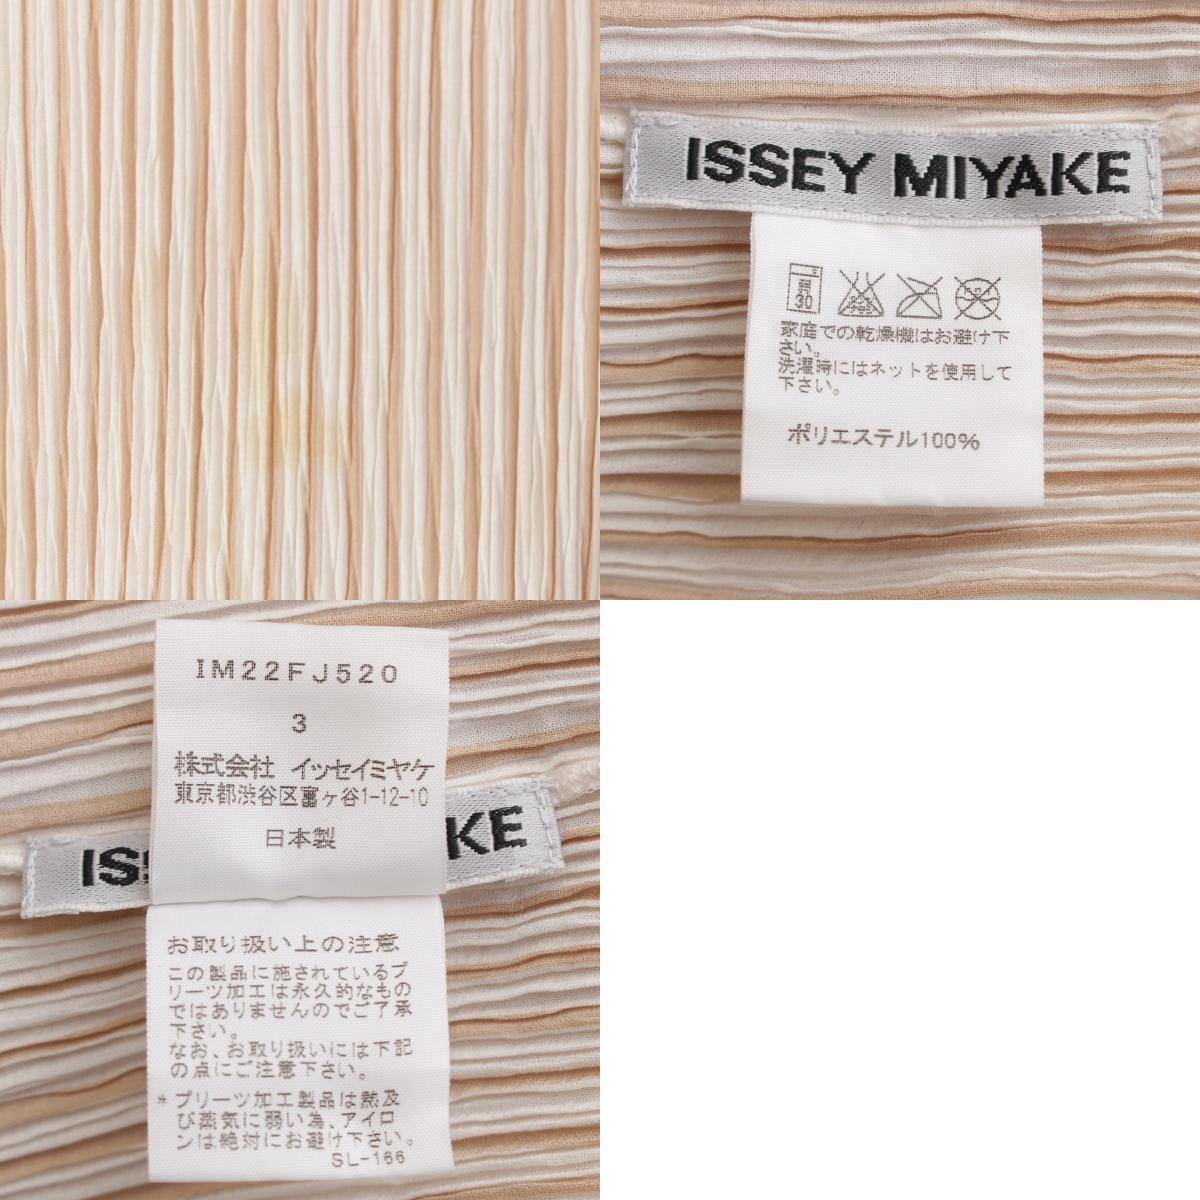 ISSEY MIYAKE
弱
30
家庭での乾燥機はお避け下
さい。
洗濯時にはネットを使用して
下さい。
ポリエステル100%
IM22FJ520
3
株式会社 イッセイミヤケ
東京都渋谷区富ヶ谷1-12-10
日本製
IS
KE
お取り扱い上の注意
この製品に施されているプ
リーツ加工は永久的なもの
ではありませんのでご了承
下さい。
なお、お取り扱いには下記
の点にご注意下さい。
* プリーツ加工製品は熱及
び蒸気に弱い為、アイロ
ンは絶対にお避け下さい。
SL-166